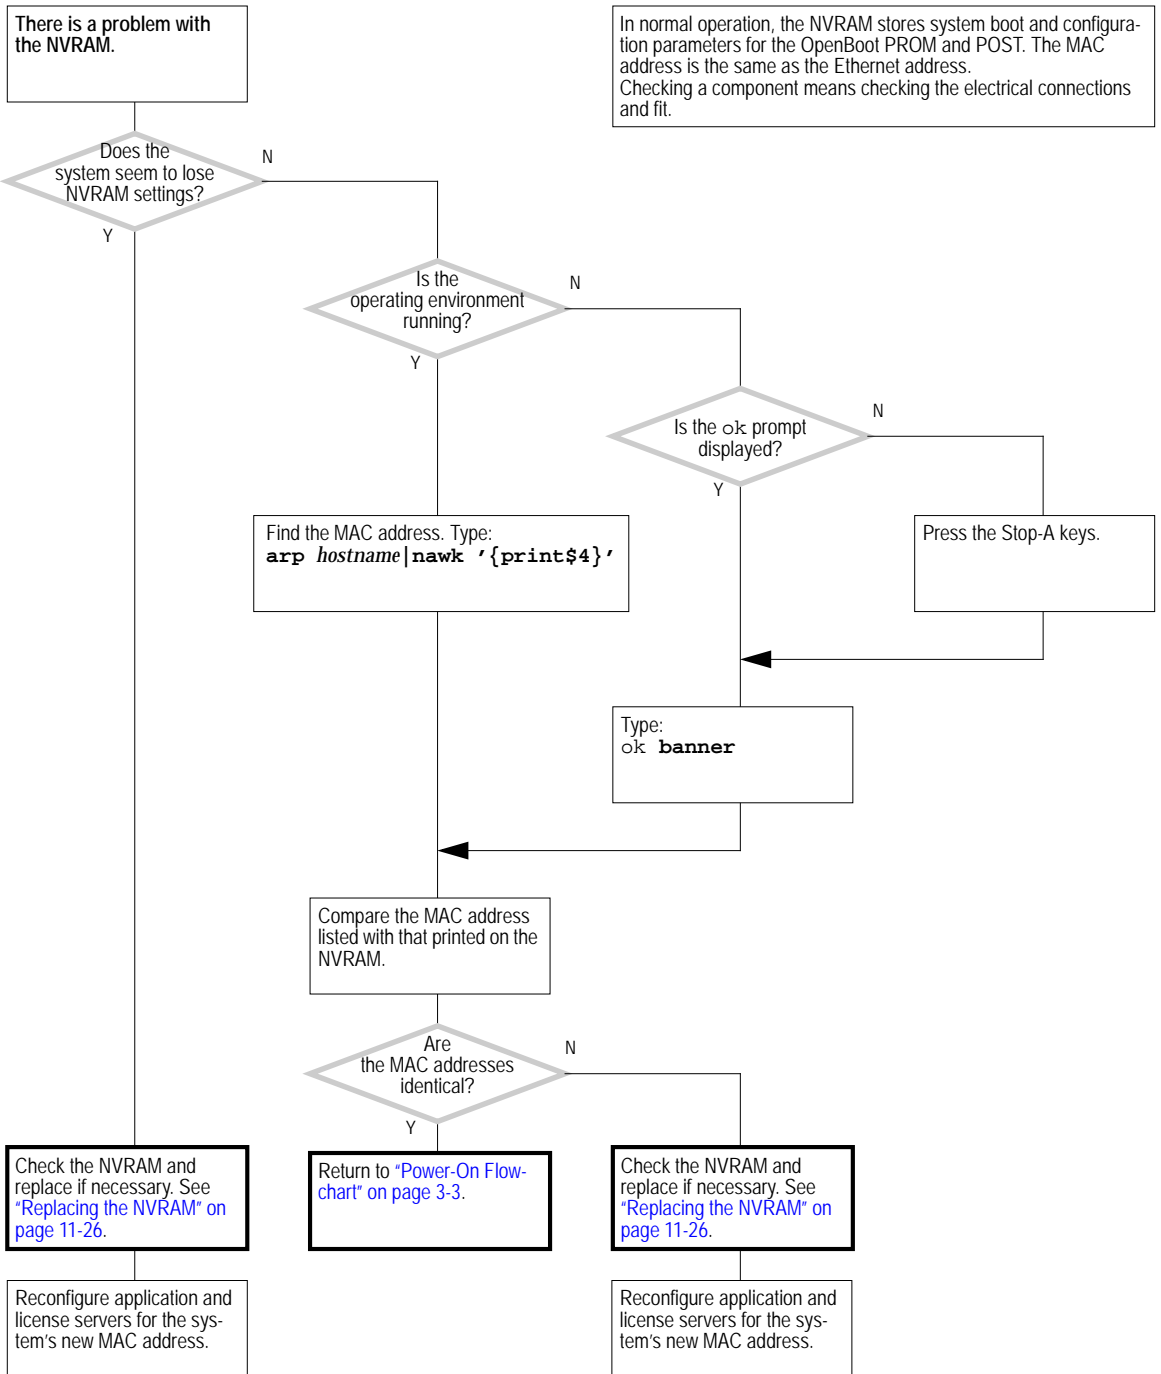 There is a problem with
the NVRAM.
In normal operation, the NVRAM stores system boot and configura-
tion parameters for the OpenBoot PROM and POST. The MAC
address is the same as the Ethernet address.
Checking a component means checking the electrical connections
and fit.
Does the
system seem to lose
NVRAM settings?
N
Y
Is the
operating environment
running?
N
Y
Is the ok prompt
displayed?
N
Y
Find the MAC address. Type:
arp hostname|nawk '{print$4}'
Press the Stop-A keys.
Type:
ok banner
Compare the MAC address
listed with that printed on the
NVRAM.
Are
the MAC addresses
identical?
N
Y
Check the NVRAM and
replace if necessary. See
"Replacing the NVRAM" on
page 11-26.
Return to "Power-On Flow-
chart" on page 3-3.
Check the NVRAM and
replace if necessary. See
"Replacing the NVRAM" on
page 11-26.
Reconfigure application and
license servers for the sys-
tem's new MAC address.
Reconfigure application and
license servers for the sys-
tem's new MAC address.